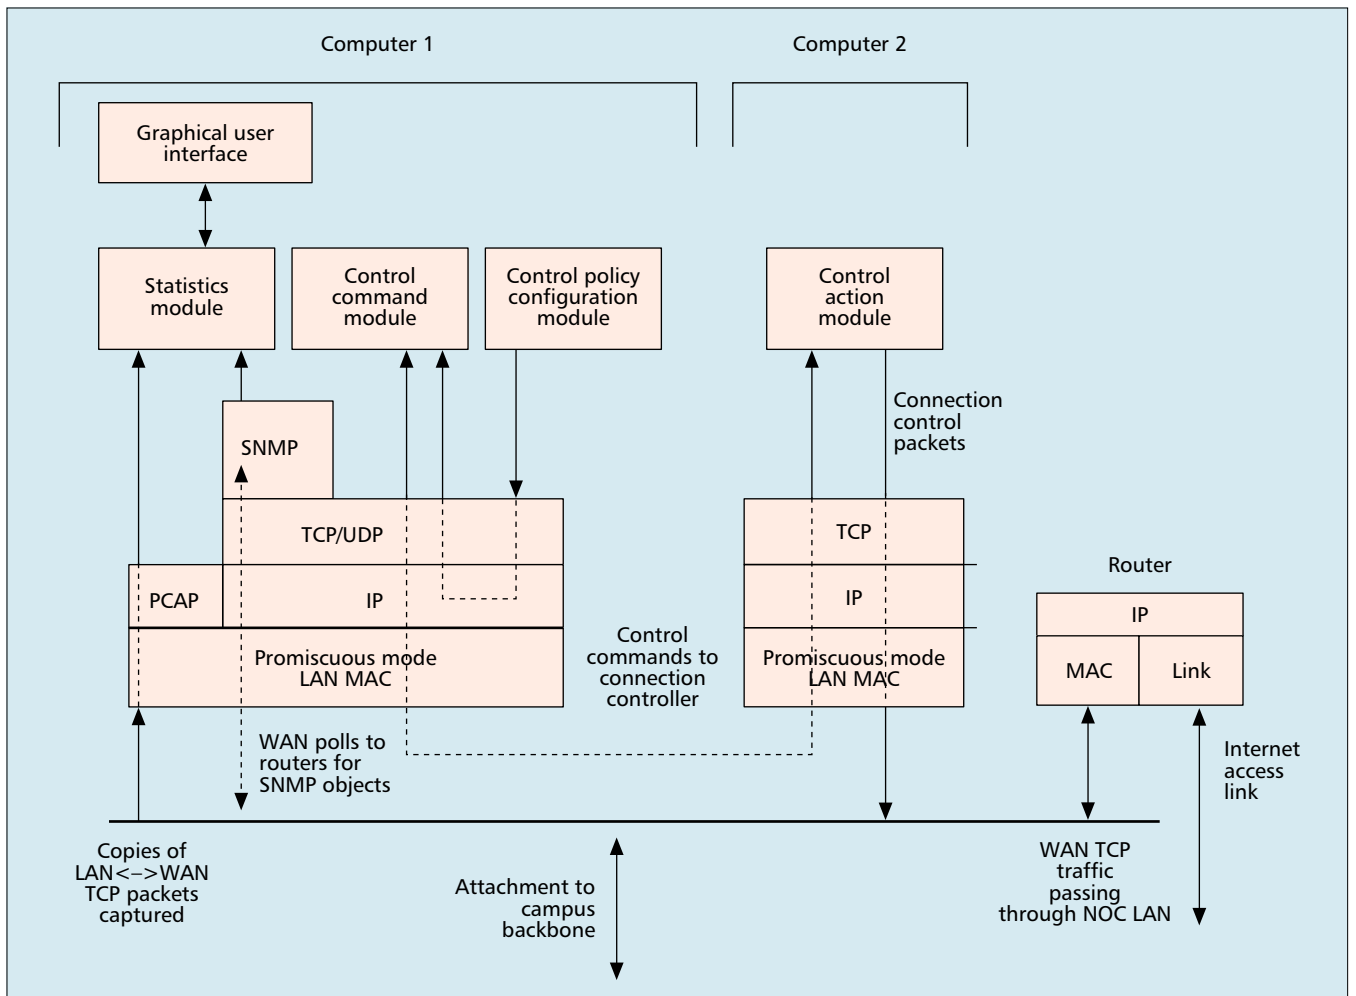 Computer 1
Computer 2
Graphical user
interface
Statistics
module
Control
command
module
Control policy
configuration
module
Control
action
module
Connection
control
packets
SNMP
TCP/UDP
PCAP
IP
Promiscuous mode
LAN MAC
TCP
IP
Promiscuous mode
LAN MAC
Control
commands to
connection
controller
Router
IP
MAC
Link
WAN polls to
routers for
SNMP objects
Internet
access
link
Copies of
LAN<–>WAN
TCP packets
captured
Attachment to
campus
backbone
WAN TCP
traffic
passing
through NOC LAN